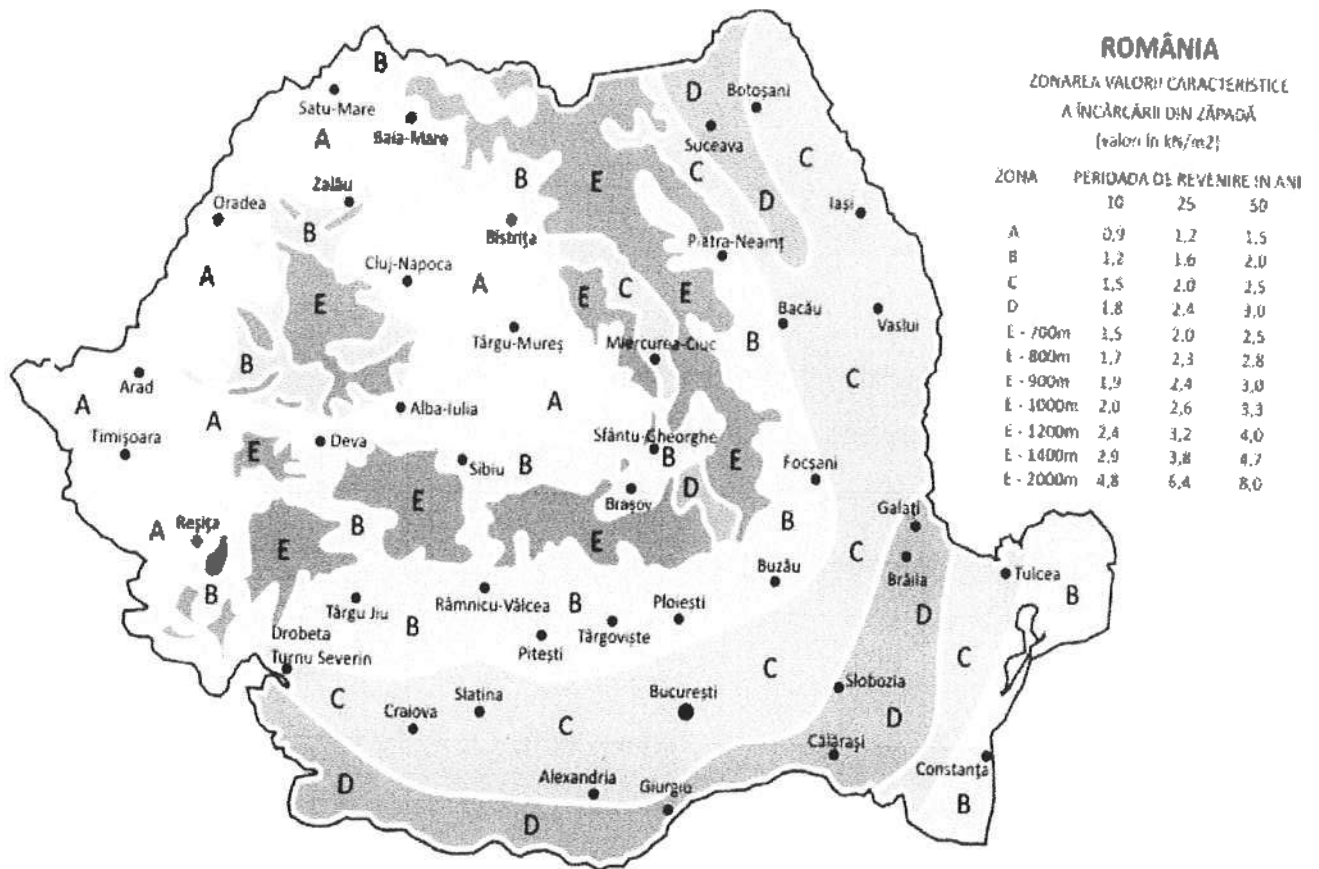 ROMÂNIA
ZONAREA VALORII CARACTERISTICE
A ÎNCĂRCĂRII DIN ZĂPADĂ
(valori în kN/m2)
ZONA PERIOADA DE REVENIRE IN ANI
10 25 50
A 0,9 1,2 1,5
B 1,2 1.6 2,0
C 1,5 2.0 2,5
D 1.8 2,4 3,0
E - 700m 1,5 2.0 2,5
E - 800m 1,7 2,3 2,8
E - 900m 1,9 2,4 3,0
E - 1000m 2,0 2,6 3,3
E - 1200m 2,4 3,2 4,0
E - 1400m 2,9 3,8 4,7
E - 2000m 4,8 6,4 8,0
B
Satu-Mare
A
Baia-Mare
D
Botoșani
Suceava
C
C
E
B
Zalău
Oradea
Bistrița
D
Iași
B
Piatra-Neamț
Cluj-Napoca
A
A
E
E
C
E
Târgu-Mureș
Miercurea-Ciuc
B
Bacău
Vaslui
B
C
Arad
A
A
Alba-Iulia
A
Timișoara
Deva
Sfântu-Gheorghe
E
Sibiu
B
B
E
Focșani
E
Brașov
D
A
Reșița
B
E
E
B
Galați
C
Buzău
Brăila
Tulcea
B
B
Târgu Jiu
Râmnicu-Vâlcea
B
Ploiești
D
B
Târgoviște
Pitești
Drobeta
Turnu Severin
C
C
Slobozia
C
Slatina
București
Craiova
C
D
Călărași
Constanța
D
Alexandria
Giurgiu
B
D